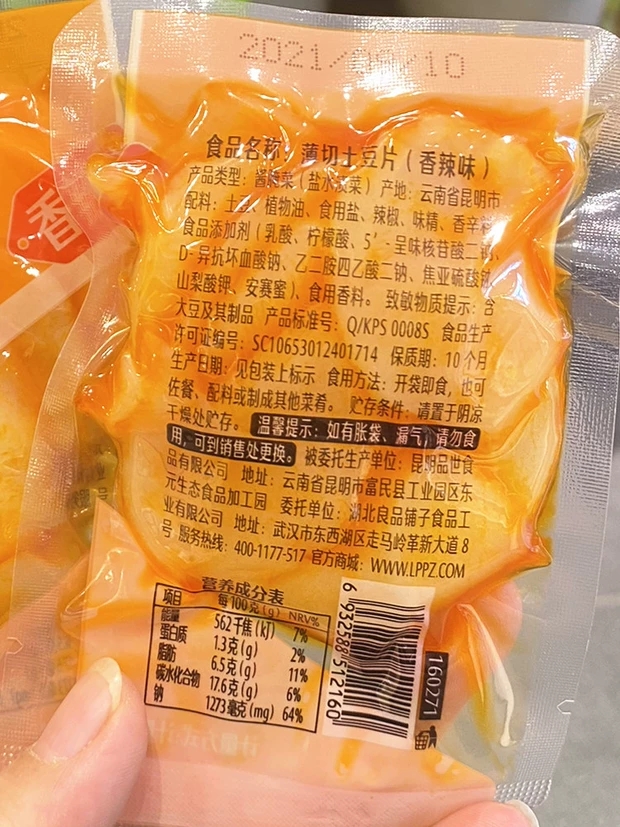 2021/0 /10
香
食品名称：薄切土豆片（香辣味）
产品类型：酱腌菜（盐水渍菜）产地：云南省昆明市
配料：土豆、植物油、食用盐、辣椒、味精、香辛料、
食品添加剂（乳酸、柠檬酸、5'-呈味核苷酸二钠、
D-异抗坏血酸钠、乙二胺四乙酸二钠、焦亚硫酸钠、
山梨酸钾、安赛蜜）、食用香料。 致敏物质提示：含
大豆及其制品 产品标准号：Q/KPS 0008S 食品生产
许可证编号：SC10653012401714 保质期：10个月
生产日期：见包装上标示 食用方法：开袋即食，也可
佐餐、配料或制成其他菜肴。 贮存条件：请置于阴凉
干燥处贮存。 温馨提示：如有胀袋、漏气，请勿食
用，可到销售处更换。 被委托生产单位：昆明品世食
品有限公司 地址：云南省昆明市富民县工业园区东
元生态食品加工园 委托单位：湖北良品铺子食品工
业有限公司 地址：武汉市东西湖区走马岭革新大道8
号 服务热线：400-1177-517 官方商城：WWW.LPPZ.COM
营养成分表
项目 每100克(g) NRV%
能量 562千焦(kJ) 7%
蛋白质 1.3克(g) 2%
脂肪 6.5克(g) 11%
碳水化合物 17.6克(g) 6%
钠 1273毫克(mg) 64%
6 933588 512160
160271